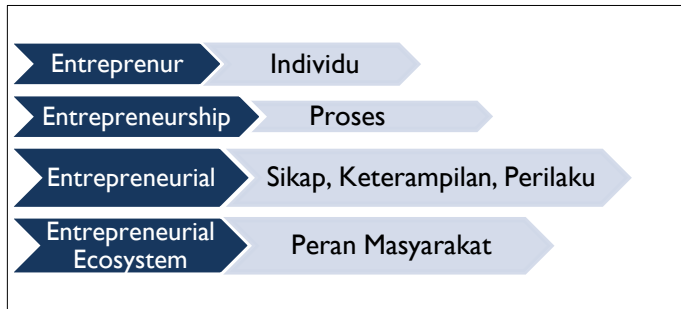 Entreprenur
Individu
Entrepreneurship
Proses
Entrepreneurial
Sikap, Keterampilan, Perilaku
Entrepreneurial
Ecosystem
Peran Masyarakat